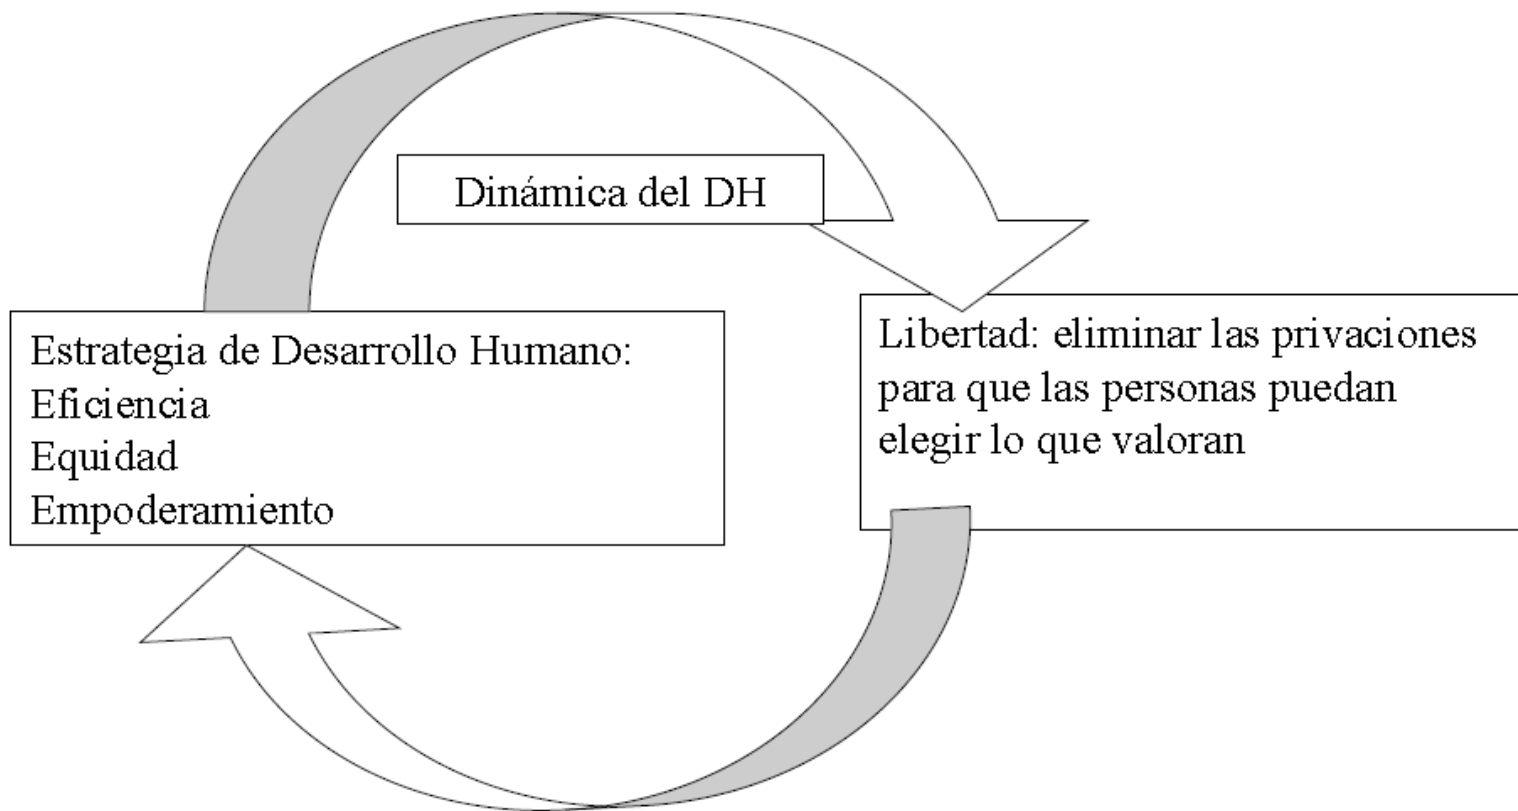 Dinámica del DH
Estrategia de Desarrollo Humano:
Eficiencia
Equidad
Empoderamiento
Libertad: eliminar las privaciones
para que las personas puedan
elegir lo que valoran